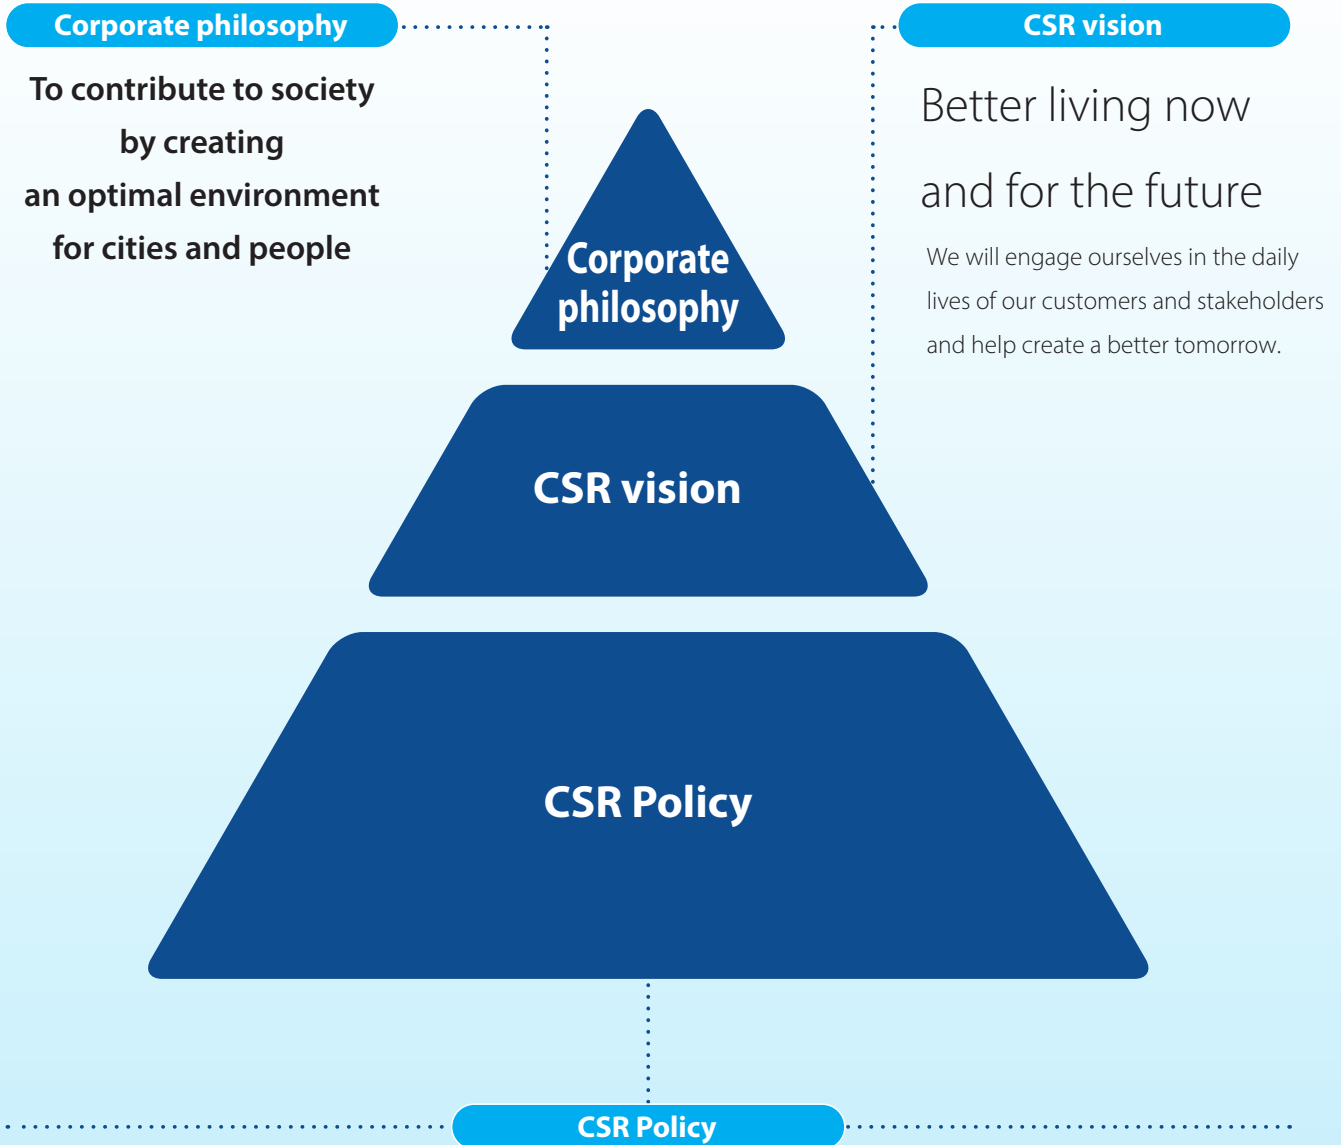 Corporate philosophy
To contribute to society
by creating
an optimal environment
for cities and people
CSR vision
Better living now
and for the future
We will engage ourselves in the daily
lives of our customers and stakeholders
and help create a better tomorrow.
Corporate
philosophy
CSR vision
CSR Policy
CSR Policy